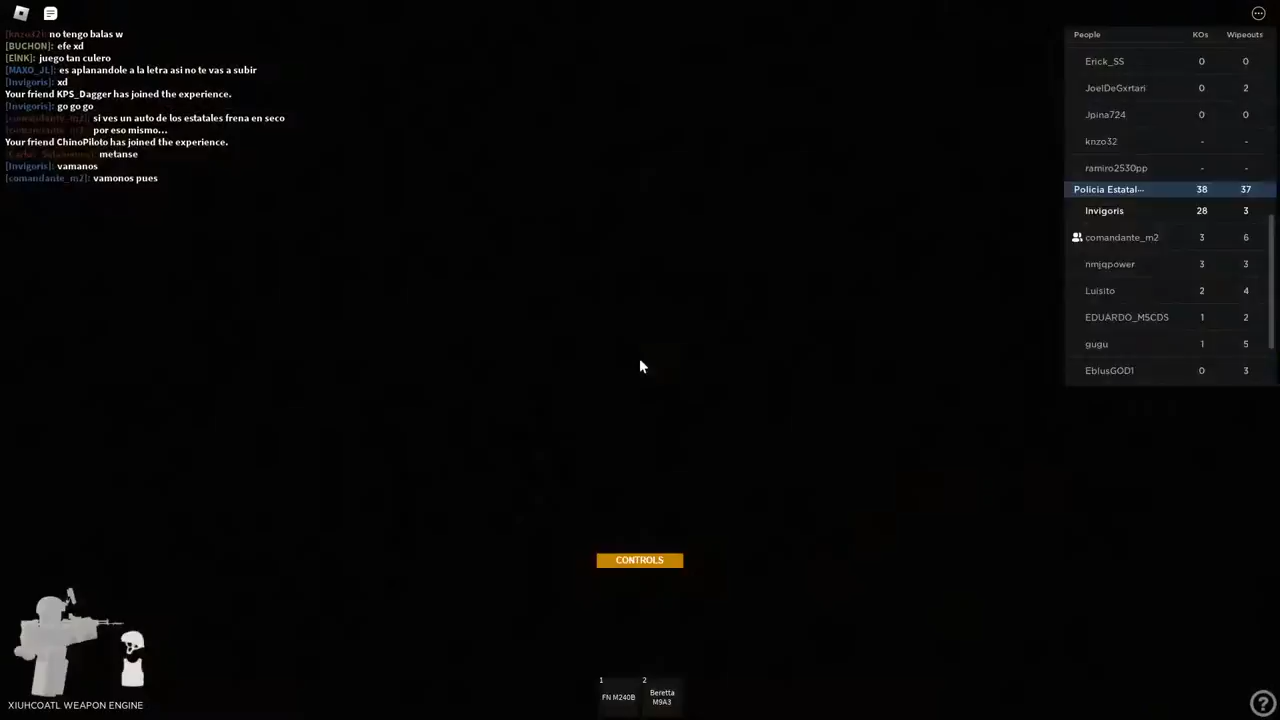 [knzo32]: no tengo balas w
[BUCHON]: efe xd
[ElNK]: juego tan culero
[MAXO_JL]: es aplanandole a la letra asi no te vas a subir
[Invigoris]: xd
Your friend KPS_Dagger has joined the experience.
[Invigoris]: go go go
[comandante_m2]: si ves un auto de los estatales frena en seco
[comandante_m2]: por eso mismo...
Your friend ChinoPiloto has joined the experience.
metanse
[Invigoris]: vamanos
[comandante_m2]: vamonos pues
People KOs Wipeouts
Erick_SS 0 0
JoelDeGxrtari 0 2
Jpina724 0 0
knzo32 - -
ramiro2530pp - -
Policia Estatal... 38 37
Invigoris 28 3
comandante_m2 3 6
nmjqpower 3 3
Luisito 2 4
EDUARDO_M5CDS 1 2
gugu 1 5
EblusGOD1 0 3
CONTROLS
1 2
FN M240B
Beretta
M9A3
XIUHCOATL WEAPON ENGINE
?